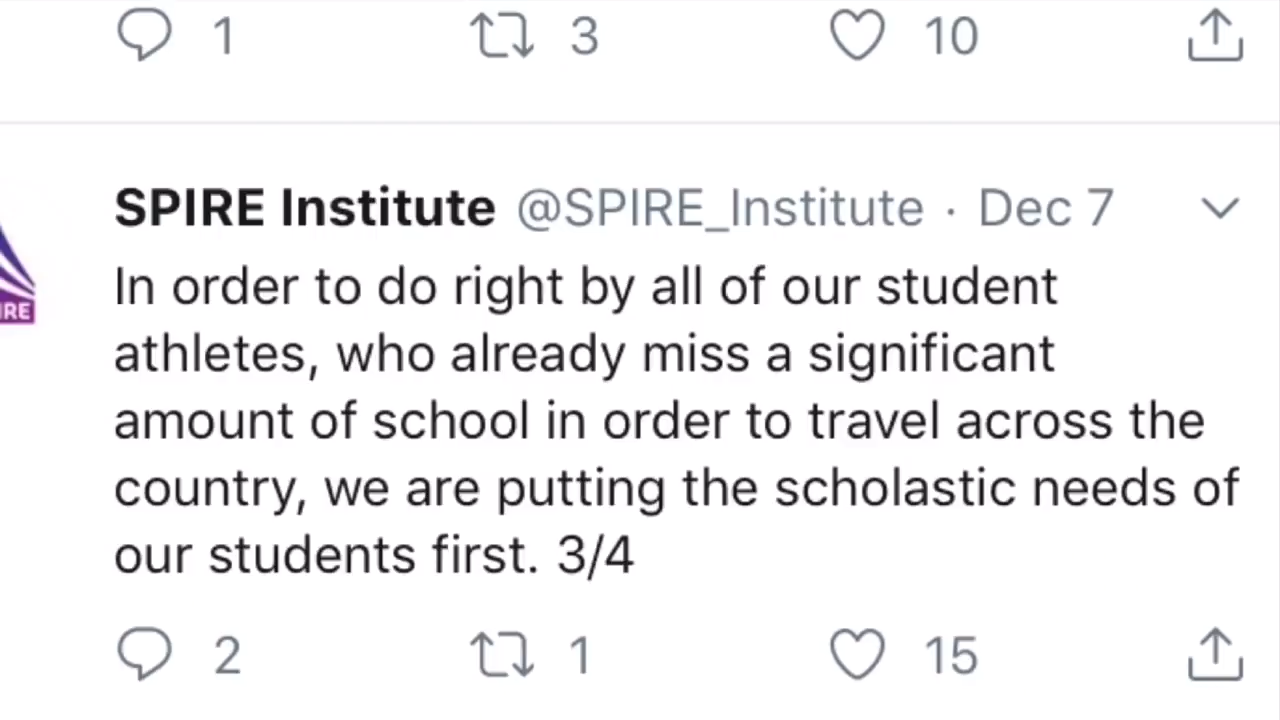 1 3 10
SPIRE Institute @SPIRE_Institute · Dec 7
IRE
In order to do right by all of our student
athletes, who already miss a significant
amount of school in order to travel across the
country, we are putting the scholastic needs of
our students first. 3/4
2 1 15